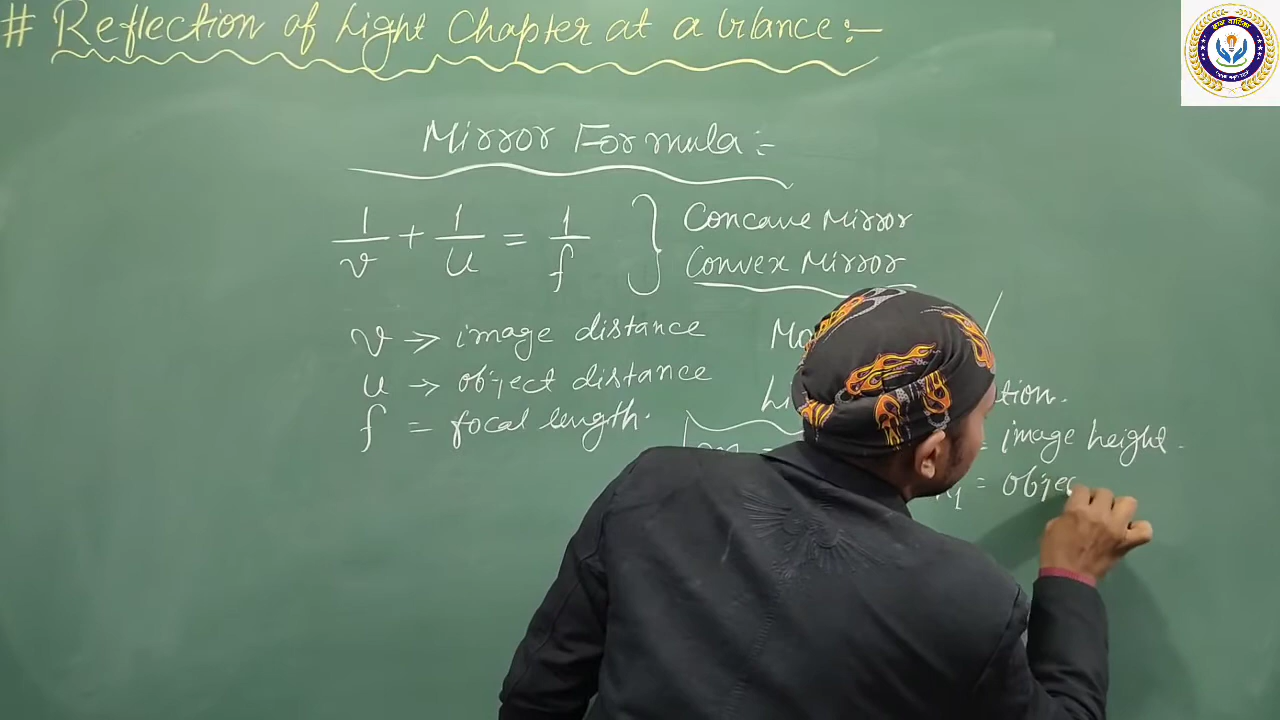 # Reflection of Light Chapter at a Glance:-
Mirror Formula:-
1/v + 1/u = 1/f } Concave Mirror
Convex Mirror
v → image distance
u → object distance
f = focal length.
= image height.
= Objec